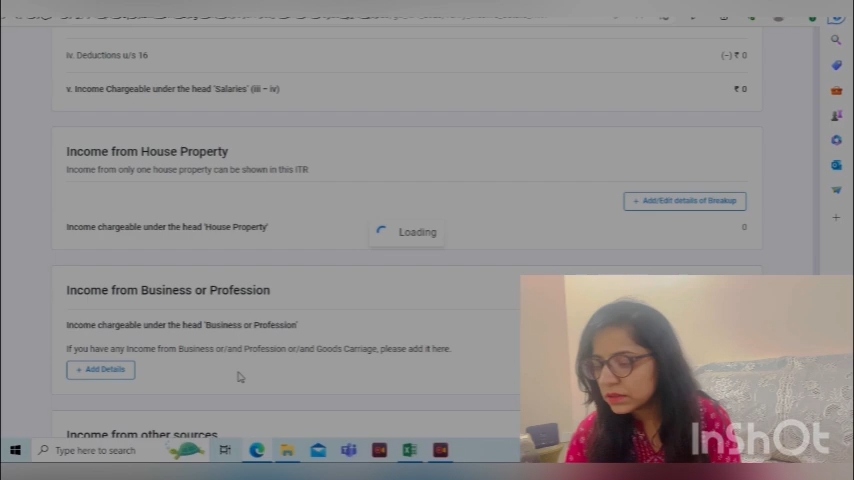 iv. Deductions u/s 16 (-) ₹ 0
v. Income Chargeable under the head 'Salaries' (iii - iv) ₹ 0
Income from House Property
Income from only one house property can be shown in this ITR
+ Add/Edit details of Breakup
Income chargeable under the head 'House Property' 0
Loading
Income from Business or Profession
Income chargeable under the head 'Business or Profession'
If you have any Income from Business or/and Profession or/and Goods Carriage, please add it here.
+ Add Details
Income from other sources
Type here to search
InShOt